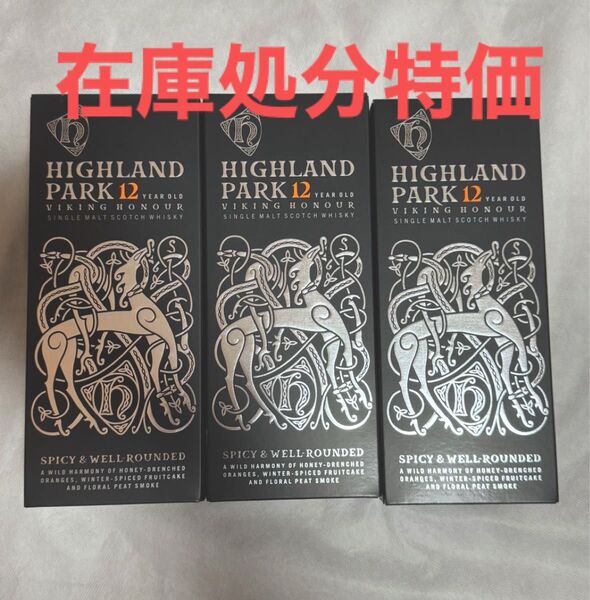 在庫処分特価
HIGHLAND
PARK 12 YEAR OLD
VIKING HONOUR
SINGLE MALT SCOTCH WHISKY
SPICY & WELL-ROUNDED
A WILD HARMONY OF HONEY-DRENCHED
ORANGES, WINTER-SPICED FRUITCAKE
AND FLORAL PEAT SMOKE
HIGHLAND
PARK 12 YEAR OLD
VIKING HONOUR
SINGLE MALT SCOTCH WHISKY
SPICY & WELL-ROUNDED
A WILD HARMONY OF HONEY-DRENCHED
ORANGES, WINTER-SPICED FRUITCAKE
AND FLORAL PEAT SMOKE
HIGHLAND
PARK 12 YEAR OLD
VIKING HONOUR
SINGLE MALT SCOTCH WHISKY
SPICY & WELL-ROUNDED
A WILD HARMONY OF HONEY-DRENCHED
ORANGES, WINTER-SPICED FRUITCAKE
AND FLORAL PEAT SMOKE